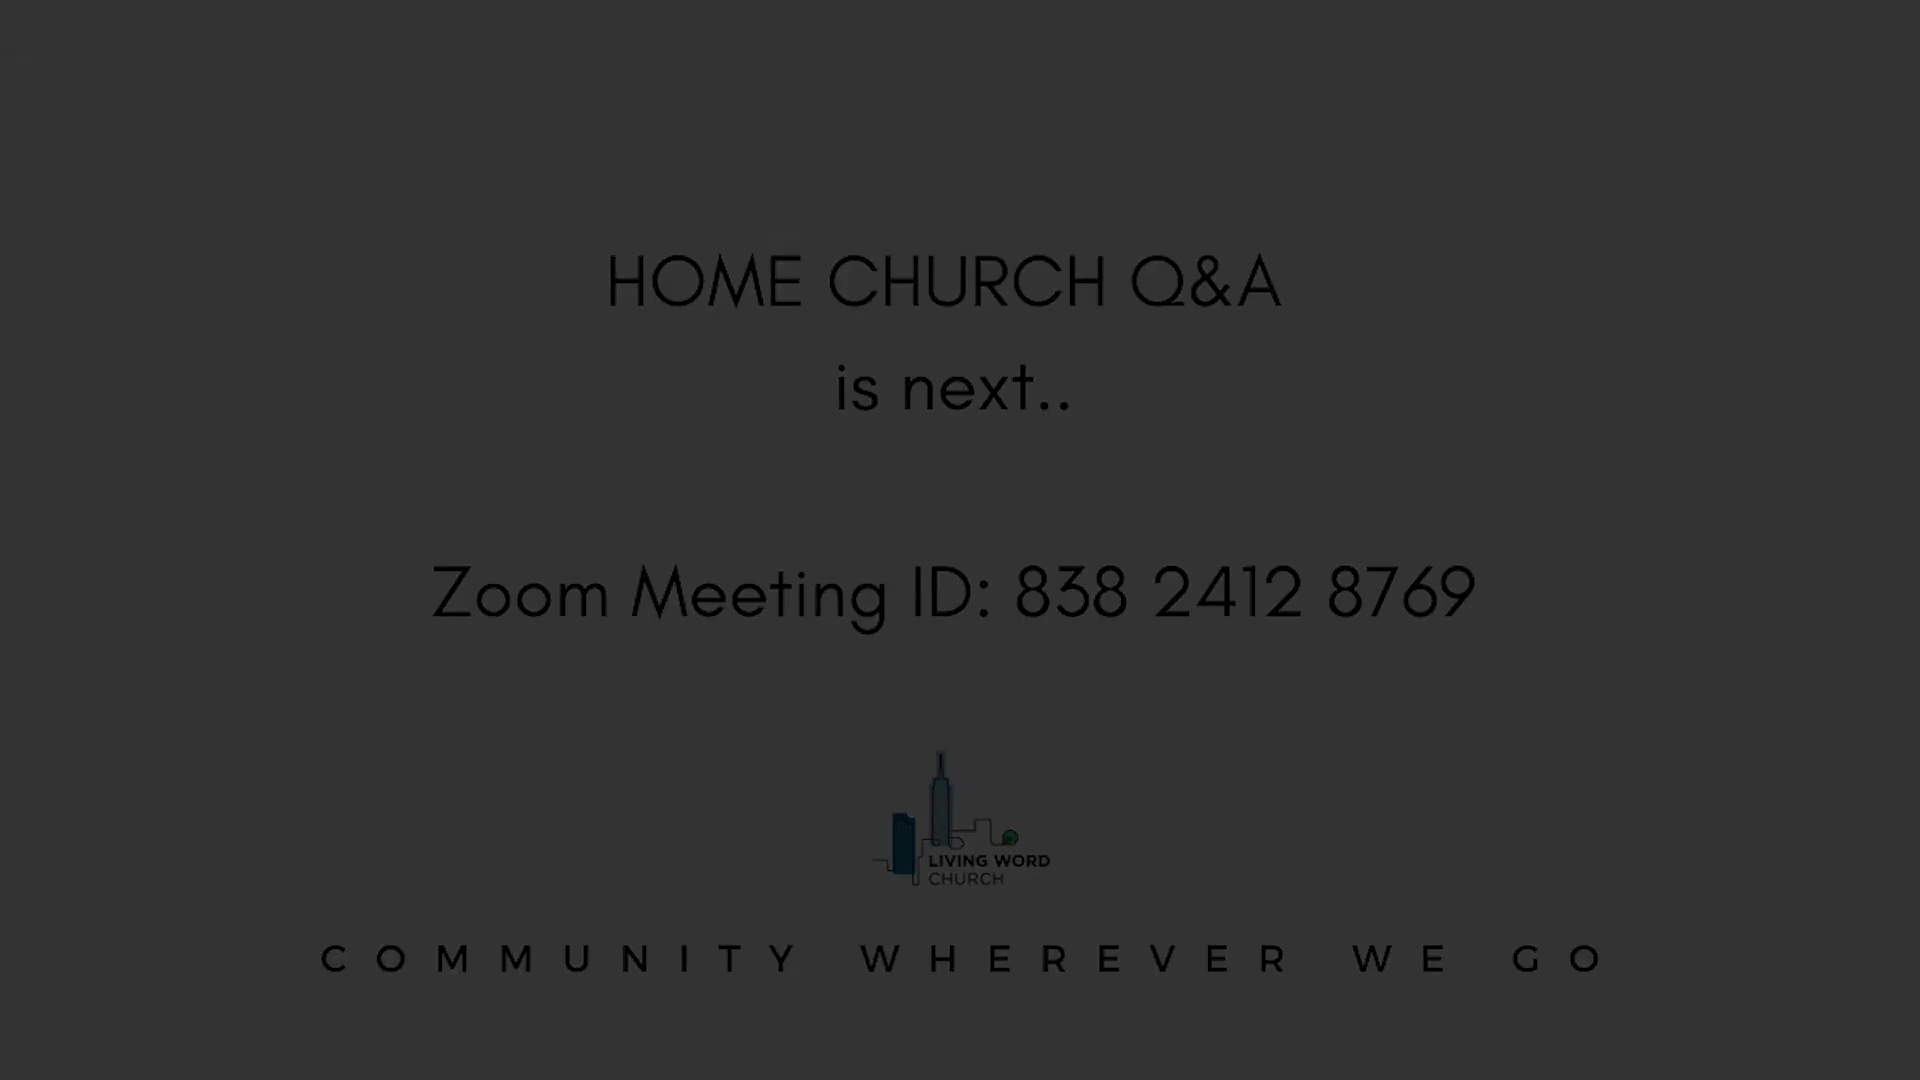 HOME CHURCH Q&A
is next..
Zoom Meeting ID: 838 2412 8769
LIVING WORD
CHURCH
COMMUNITY WHEREVER WE GO